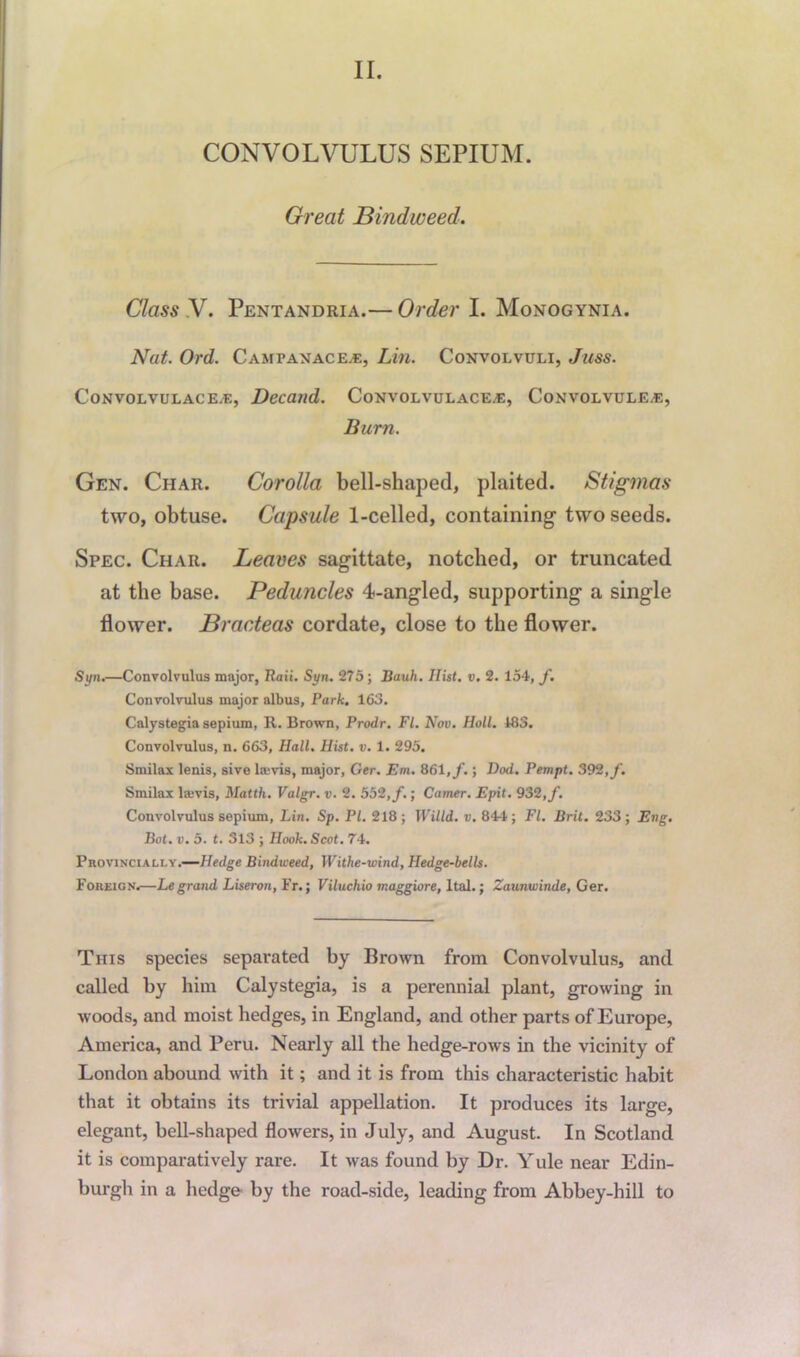 II.
CONVOLVULUS SEPIUM.
Great Bindweed.
Class V. Pentandria.—Order I. Monogynia.
Nat. Ord. Campanaceæ, Lin. Convolvuli, Juss.
Convolvulaceæ, Decand. Convolvulaceæ, Convolvuleæ,
Burn.
Gen. Char. Corolla bell-shaped, plaited. Stigmas
two, obtuse. Capsule 1-celled, containing two seeds.
Spec. Char. Leaves sagittate, notched, or truncated
at the base. Peduncles 4-angled, supporting a single
flower. Bracteas cordate, close to the flower.
Syn.—Convolvulus major, Raii. Syn. 275; Bauh. Hist. v. 2. 154, f.
Convolvulus major albus, Park. 163.
Calystegia sepium, R. Brown, Prodr. Fl. Nov. Holl. 483.
Convolvulus, n. 663, Hall. Hist. v. 1. 295.
Smilax lenis, sive lævis, major, Ger. Em. 861, f.; Dod. Pempt. 392, f.
Smilax lævis, Matth. Valgr. v. 2. 552, f.; Camer. Epit. 932, f.
Convolvulus sepium, Lin. Sp. Pl. 218; Willd. v. 844; Fl. Brit. 233; Eng.
Bot. v. 5. t. 313; Hook. Scot. 74.
Provincially.—Hedge Bindweed, Withe-wind, Hedge-bells.
Foreign.—Le grand Liseron, Fr.; Viluchio maggiore, Ital.; Zaunwinde, Ger.
This species separated by Brown from Convolvulus, and
called by him Calystegia, is a perennial plant, growing in
woods, and moist hedges, in England, and other parts of Europe,
America, and Peru. Nearly all the hedge-rows in the vicinity of
London abound with it; and it is from this characteristic habit
that it obtains its trivial appellation. It produces its large,
elegant, bell-shaped flowers, in July, and August. In Scotland
it is comparatively rare. It was found by Dr. Yule near Edin-
burgh in a hedge by the road-side, leading from Abbey-hill to